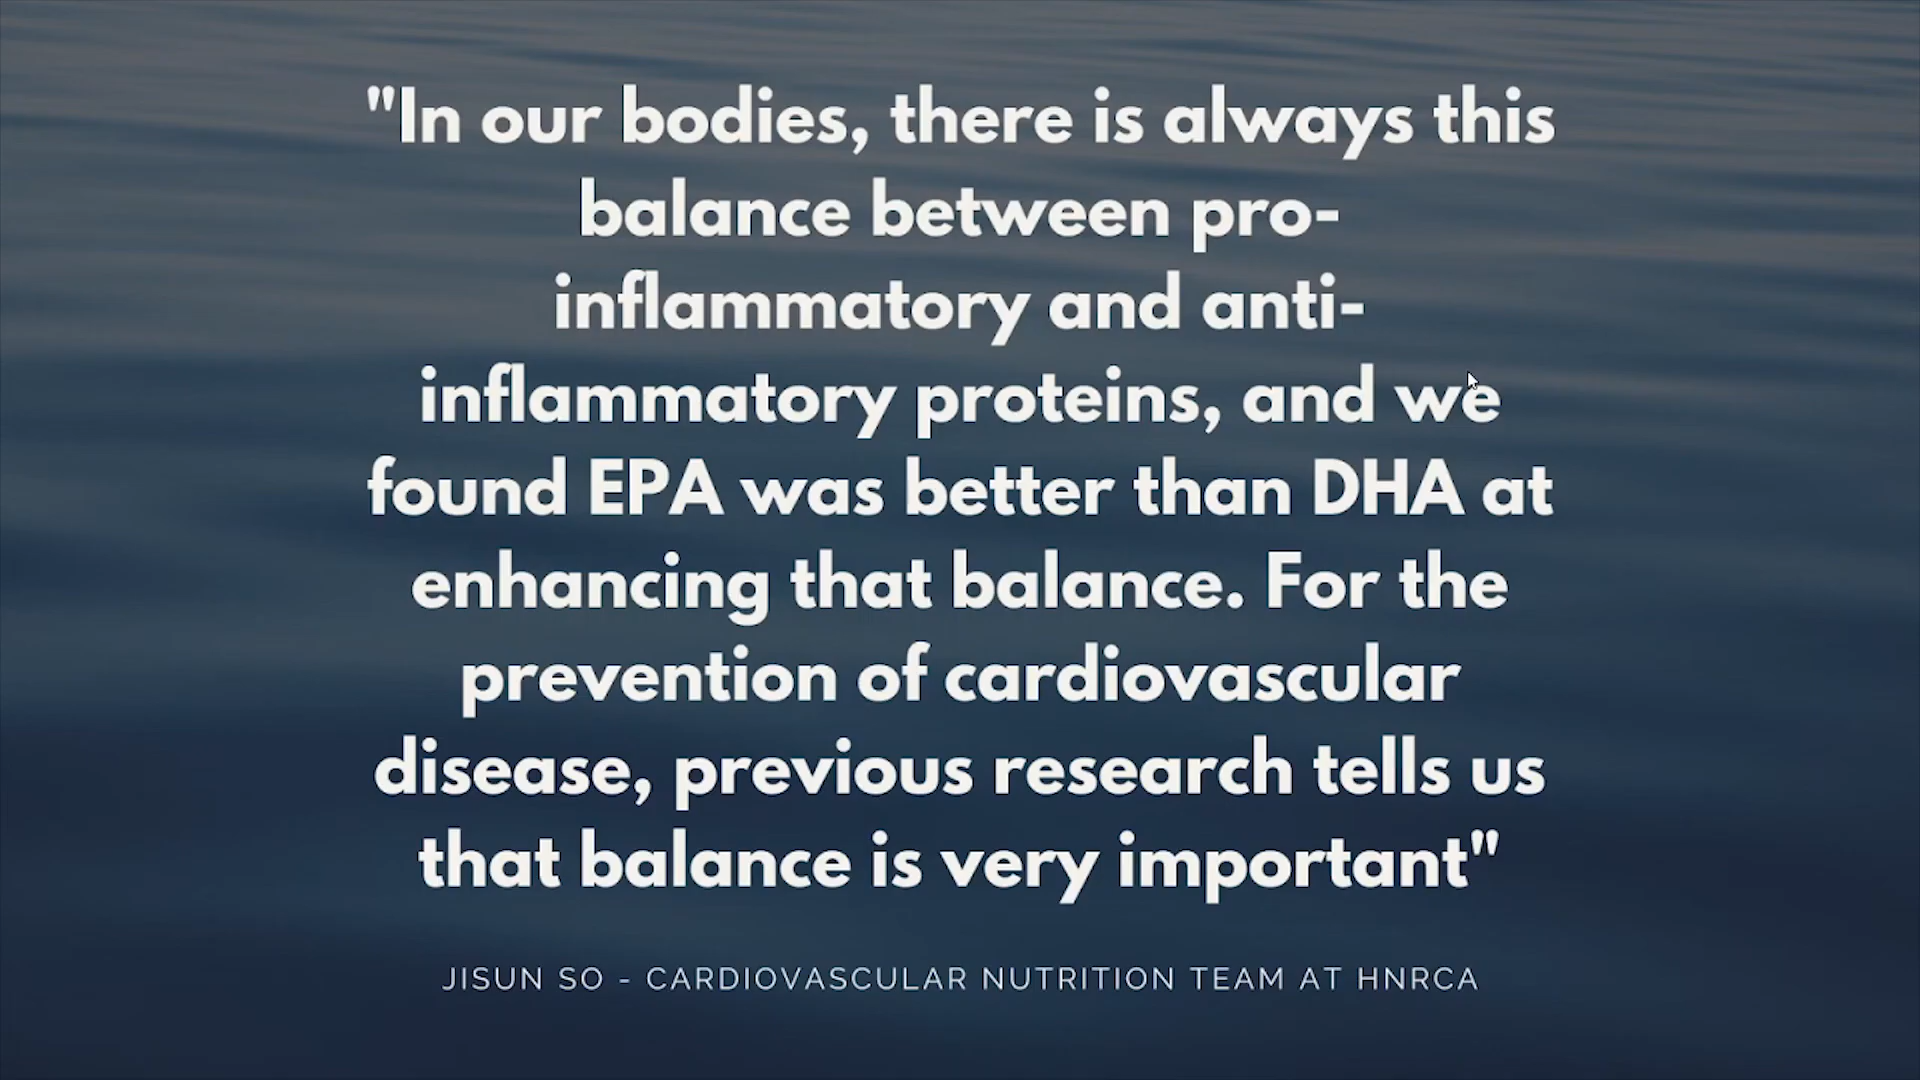 "In our bodies, there is always this
balance between pro-
inflammatory and anti-
inflammatory proteins, and we
found EPA was better than DHA at
enhancing that balance. For the
prevention of cardiovascular
disease, previous research tells us
that balance is very important"
JISUN SO - CARDIOVASCULAR NUTRITION TEAM AT HNRCA